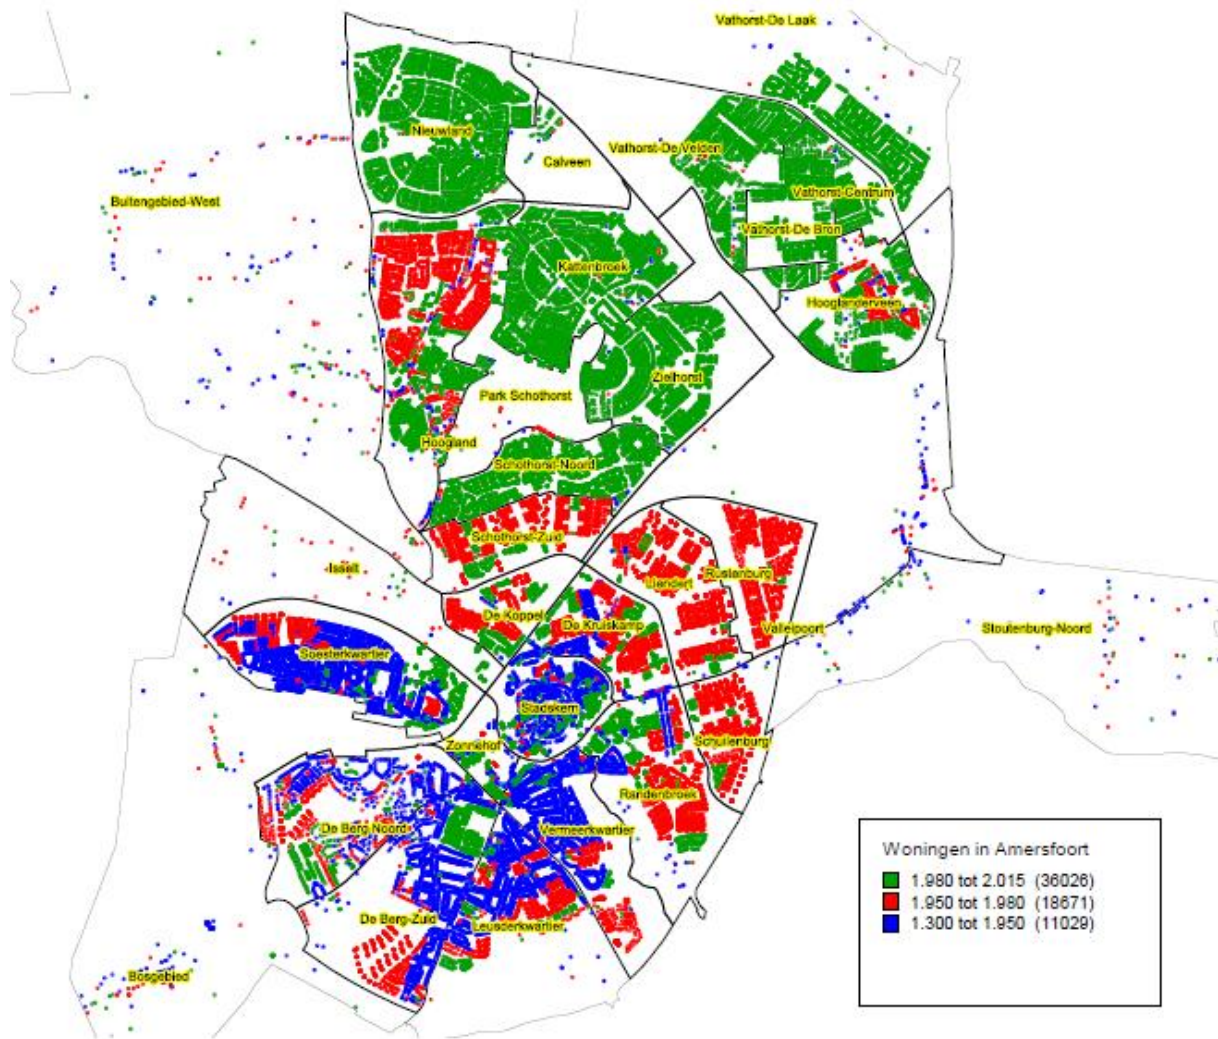 Vathorst-De Laak
Nieuwland
Calveen
Vathorst-De Velden
Buitengebied-West
Vathorst-Centrum
Vathorst-De Bron
Kattenbroek
Hooglanderveen
Zielhorst
Park Schothorst
Hoogland
Schothorst-Noord
Schothorst-Zuid
Isselt
Liendert
Rustenburg
De Koppel
De Kruiskamp
Valleipoort
Stoutenburg-Noord
Soesterkwartier
Stadskern
Zonnehof
Schuilenburg
Randenbroek
De Berg-Noord
Vermeerkwartier
De Berg-Zuid
Leusderkwartier
Bosgebied
Woningen in Amersfoort
1.980 tot 2.015 (36026)
1.950 tot 1.980 (18671)
1.300 tot 1.950 (11029)